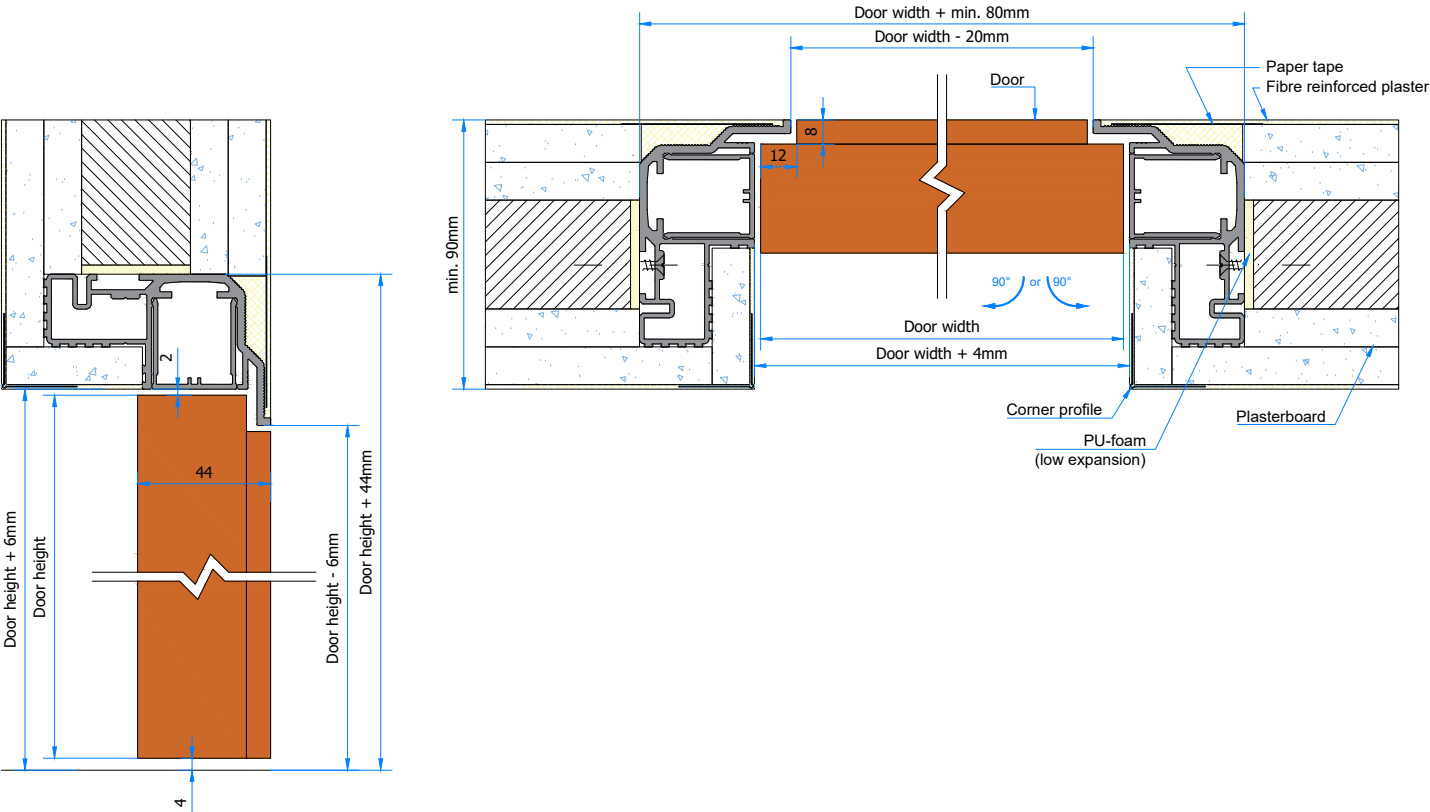 Door width + min. 80mm
Door width - 20mm
Paper tape
Fibre reinforced plaster
Door
8
12
min. 90mm
90° or 90°
Door width
Door width + 4mm
Corner profile
Plasterboard
PU-foam
(low expansion)
2
44
Door height + 6mm
Door height
Door height - 6mm
Door height + 44mm
4